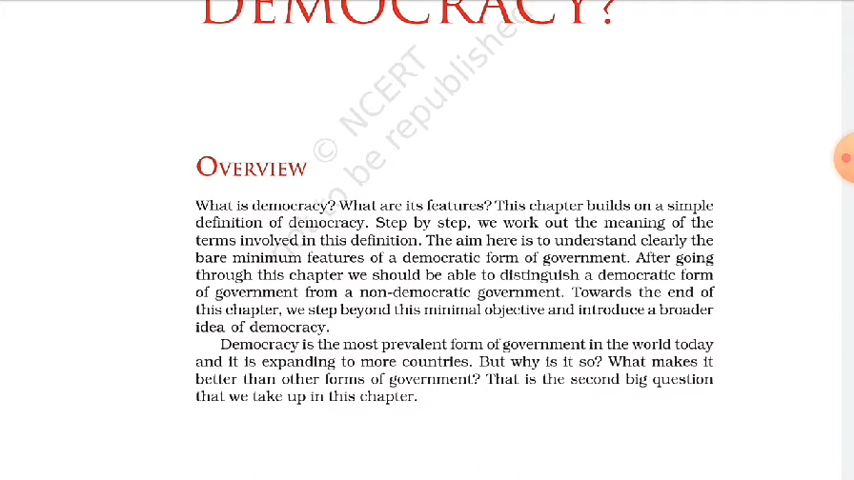 DEMOCRACY?
© NCERT
not to be republished
OVERVIEW
What is democracy? What are its features? This chapter builds on a simple
definition of democracy. Step by step, we work out the meaning of the
terms involved in this definition. The aim here is to understand clearly the
bare minimum features of a democratic form of government. After going
through this chapter we should be able to distinguish a democratic form
of government from a non-democratic government. Towards the end of
this chapter, we step beyond this minimal objective and introduce a broader
idea of democracy.
Democracy is the most prevalent form of government in the world today
and it is expanding to more countries. But why is it so? What makes it
better than other forms of government? That is the second big question
that we take up in this chapter.